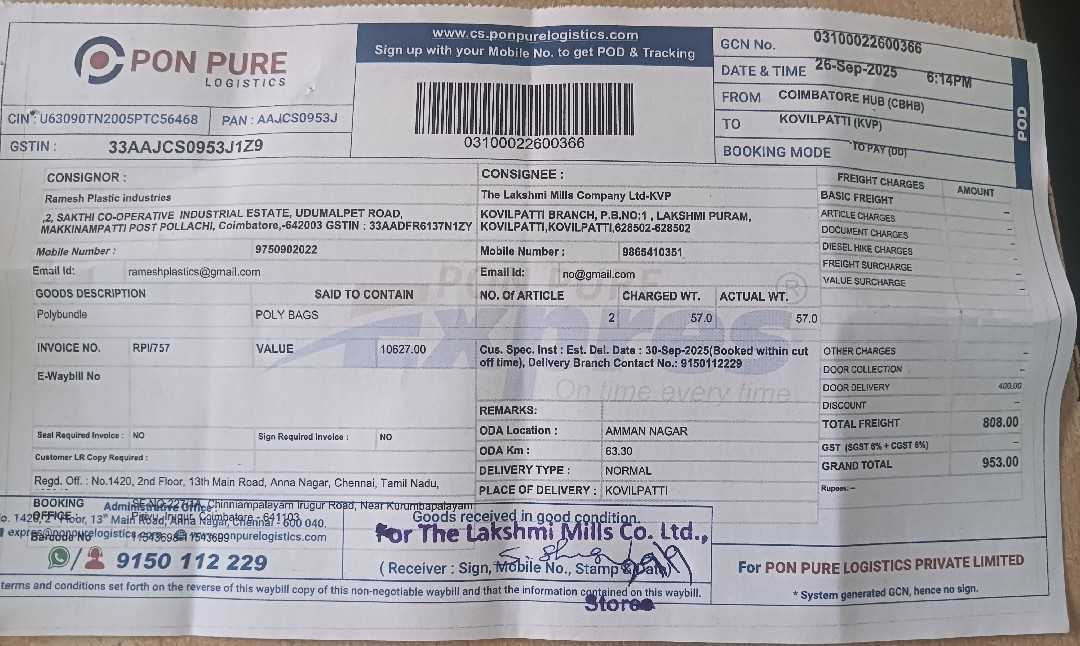 PON PURE
LOGISTICS
www.cs.ponpurelogistics.com
Sign up with your Mobile No. to get POD & Tracking
03100022600366
GCN No. 03100022600366
DATE & TIME 26-Sep-2025 6:14PM
FROM COIMBATORE HUB (CBHB)
TO KOVILPATTI (KVP)
BOOKING MODE TO PAY (OD)
POD
CIN : U63090TN2005PTC56468 PAN : AAJCS0953J
GSTIN : 33AAJCS0953J1Z9
CONSIGNOR :
Ramesh Plastic industries
,2, SAKTHI CO-OPERATIVE INDUSTRIAL ESTATE, UDUMALPET ROAD,
MAKKINAMPATTI POST POLLACHI, Coimbatore,-642003 GSTIN : 33AADFR6137N1ZY
Mobile Number : 9750902022
Email Id: rameshplastics@gmail.com
CONSIGNEE :
The Lakshmi Mills Company Ltd-KVP
KOVILPATTI BRANCH, P.B.NO:1 , LAKSHMI PURAM,
KOVILPATTI,KOVILPATTI,628502-628502
Mobile Number : 9865410351
Email Id: no@gmail.com
GOODS DESCRIPTION SAID TO CONTAIN NO. Of ARTICLE CHARGED WT. ACTUAL WT.
Polybundle POLY BAGS 2 57.0 57.0
INVOICE NO. RPI/757 VALUE 10627.00
E-Waybill No
Cus. Spec. Inst : Est. Del. Date : 30-Sep-2025(Booked within cut
off time), Delivery Branch Contact No.: 9150112229
PON PURE
Expres
®
On time every time
REMARKS:
ODA Location : AMMAN NAGAR
ODA Km : 63.30
DELIVERY TYPE : NORMAL
PLACE OF DELIVERY : KOVILPATTI
Seal Required Invoice : NO Sign Required Invoice : NO
Customer LR Copy Required :
Regd. Off. : No.1420, 2nd Floor, 13th Main Road, Anna Nagar, Chennai, Tamil Nadu,
FREIGHT CHARGES AMOUNT
BASIC FREIGHT –
ARTICLE CHARGES
DOCUMENT CHARGES –
DIESEL HIKE CHARGES –
FREIGHT SURCHARGE –
VALUE SURCHARGE –
OTHER CHARGES –
DOOR COLLECTION –
DOOR DELIVERY 400.00
DISCOUNT –
TOTAL FREIGHT 808.00
GST (SGST 6% + CGST 6%) –
GRAND TOTAL 953.00
Rupees:–
BOOKING
OFFICE :
Chinniampalayam Irugur Road, Near Kurumbapalayam
Irugur, Coimbatore - 641103
Barcode No 11543698 - 11543699
Administrative Office :
13th Main Road, Anna Nagar, Chennai - 600 040.
9150 112 229
Goods received in good condition.
For The Lakshmi Mills Co. Ltd.,
( Receiver : Sign, Mobile No., Stamp & Date)
Stores
For PON PURE LOGISTICS PRIVATE LIMITED
* System generated GCN, hence no sign.
terms and conditions set forth on the reverse of this waybill copy of this non-negotiable waybill and that the information contained on this waybill.